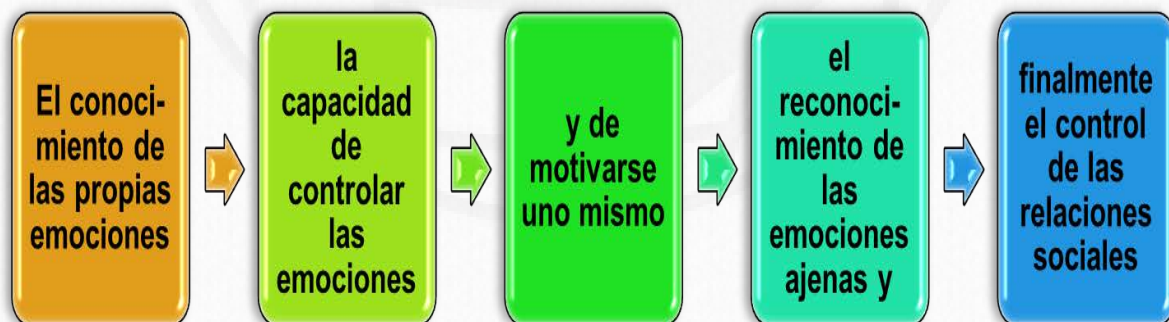 El conoci-
miento de
las propias
emociones
la
capacidad
de
controlar
las
emociones
y de
motivarse
uno mismo
el
reconoci-
miento de
las
emociones
ajenas y
finalmente
el control
de las
relaciones
sociales